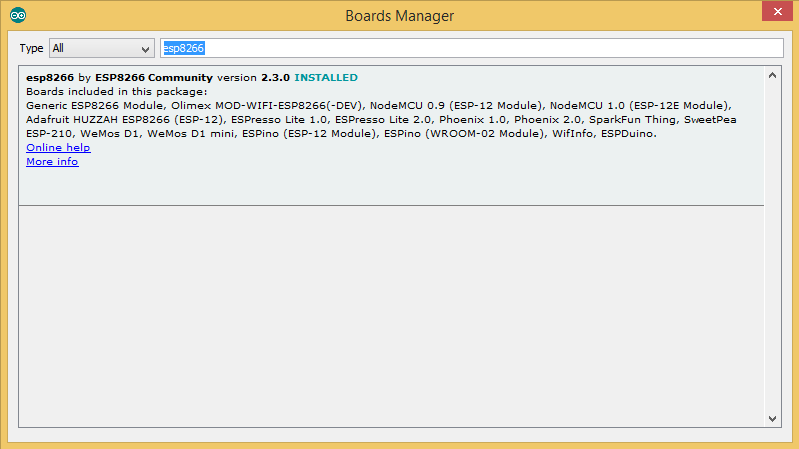 Boards Manager
Type All esp8266
esp8266 by ESP8266 Community version 2.3.0 INSTALLED
Boards included in this package:
Generic ESP8266 Module, Olimex MOD-WIFI-ESP8266(-DEV), NodeMCU 0.9 (ESP-12 Module), NodeMCU 1.0 (ESP-12E Module),
Adafruit HUZZAH ESP8266 (ESP-12), ESPresso Lite 1.0, ESPresso Lite 2.0, Phoenix 1.0, Phoenix 2.0, SparkFun Thing, SweetPea
ESP-210, WeMos D1, WeMos D1 mini, ESPino (ESP-12 Module), ESPino (WROOM-02 Module), WifInfo, ESPDuino.
Online help
More info